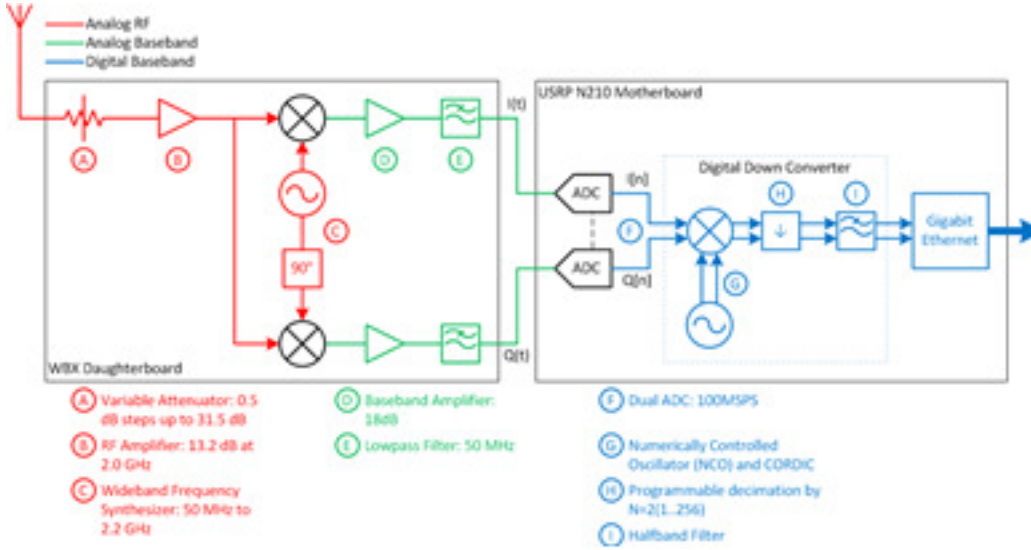 Analog RF
Analog Baseband
Digital Baseband
I(t)
USRP N210 Motherboard
A
B
C
D
E
90°
Q(t)
WBX Daughterboard
ADC
ADC
I[n]
Q[n]
F
Digital Down Converter
H
I
G
Gigabit
Ethernet
A Variable Attenuator: 0.5
dB steps up to 31.5 dB
B RF Amplifier: 13.2 dB at
2.0 GHz
C Wideband Frequency
Synthesizer: 50 MHz to
2.2 GHz
D Baseband Amplifier:
18dB
E Lowpass Filter: 50 MHz
F Dual ADC: 100MSPS
G Numerically Controlled
Oscillator (NCO) and CORDIC
H Programmable decimation by
N=2(1..256)
I Halfband Filter